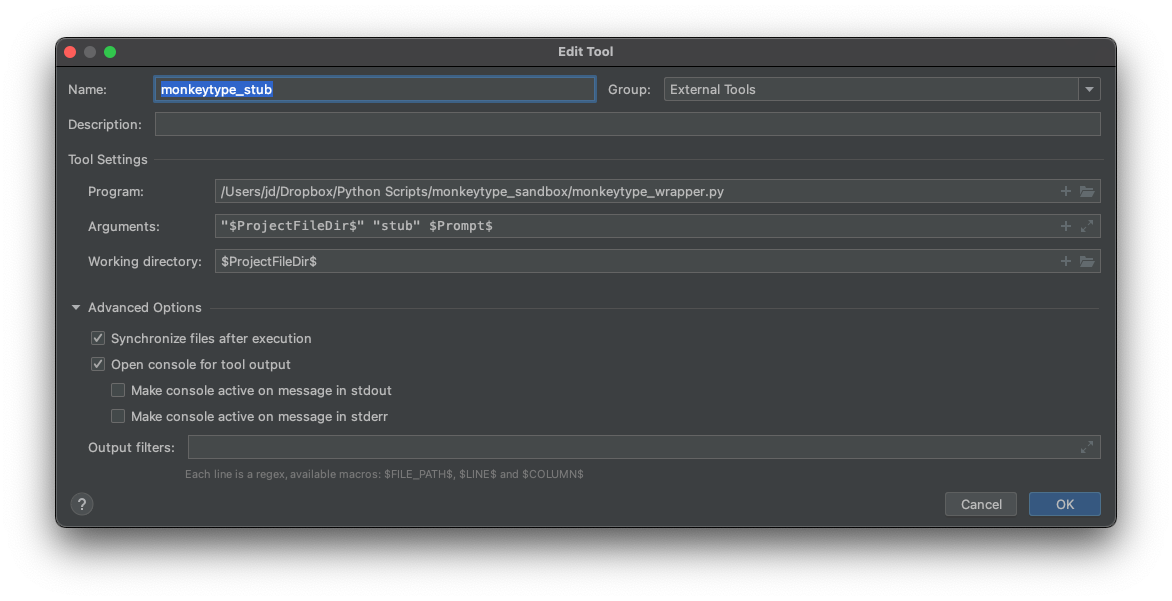 Edit Tool
Name: monkeytype_stub Group: External Tools
Description:
Tool Settings
Program: /Users/jd/Dropbox/Python Scripts/monkeytype_sandbox/monkeytype_wrapper.py
Arguments: "$ProjectFileDir$" "stub" $Prompt$
Working directory: $ProjectFileDir$
Advanced Options
Synchronize files after execution
Open console for tool output
Make console active on message in stdout
Make console active on message in stderr
Output filters:
Each line is a regex, available macros: $FILE_PATH$, $LINE$ and $COLUMN$
? Cancel OK